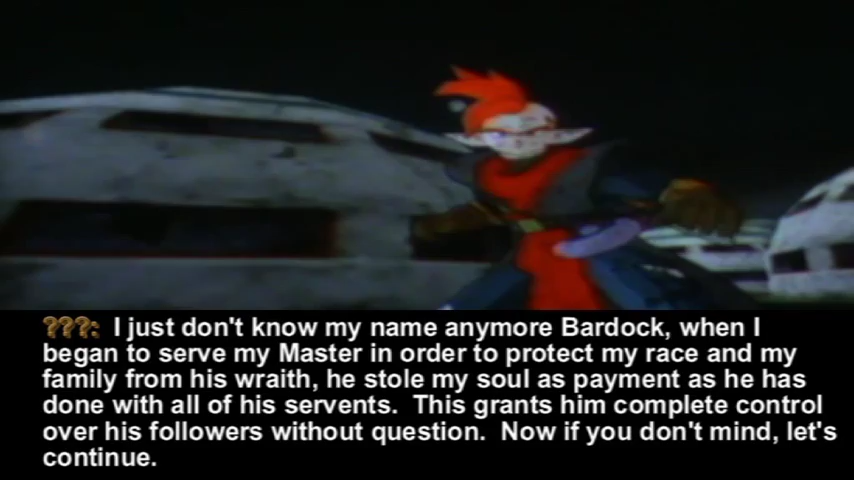 ???: I just don't know my name anymore Bardock, when I
began to serve my Master in order to protect my race and my
family from his wraith, he stole my soul as payment as he has
done with all of his servents. This grants him complete control
over his followers without question. Now if you don't mind, let's
continue.